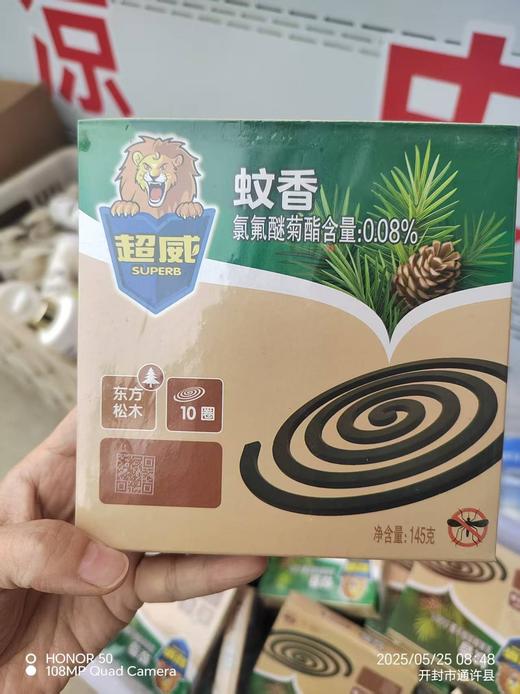 凉
中
蚊香
氯氟醚菊酯含量:0.08%
超威
SUPERB
东方
松木
10圈
净含量:145克
HONOR 50
108MP Quad Camera
2025/05/25 08:48
开封市通许县